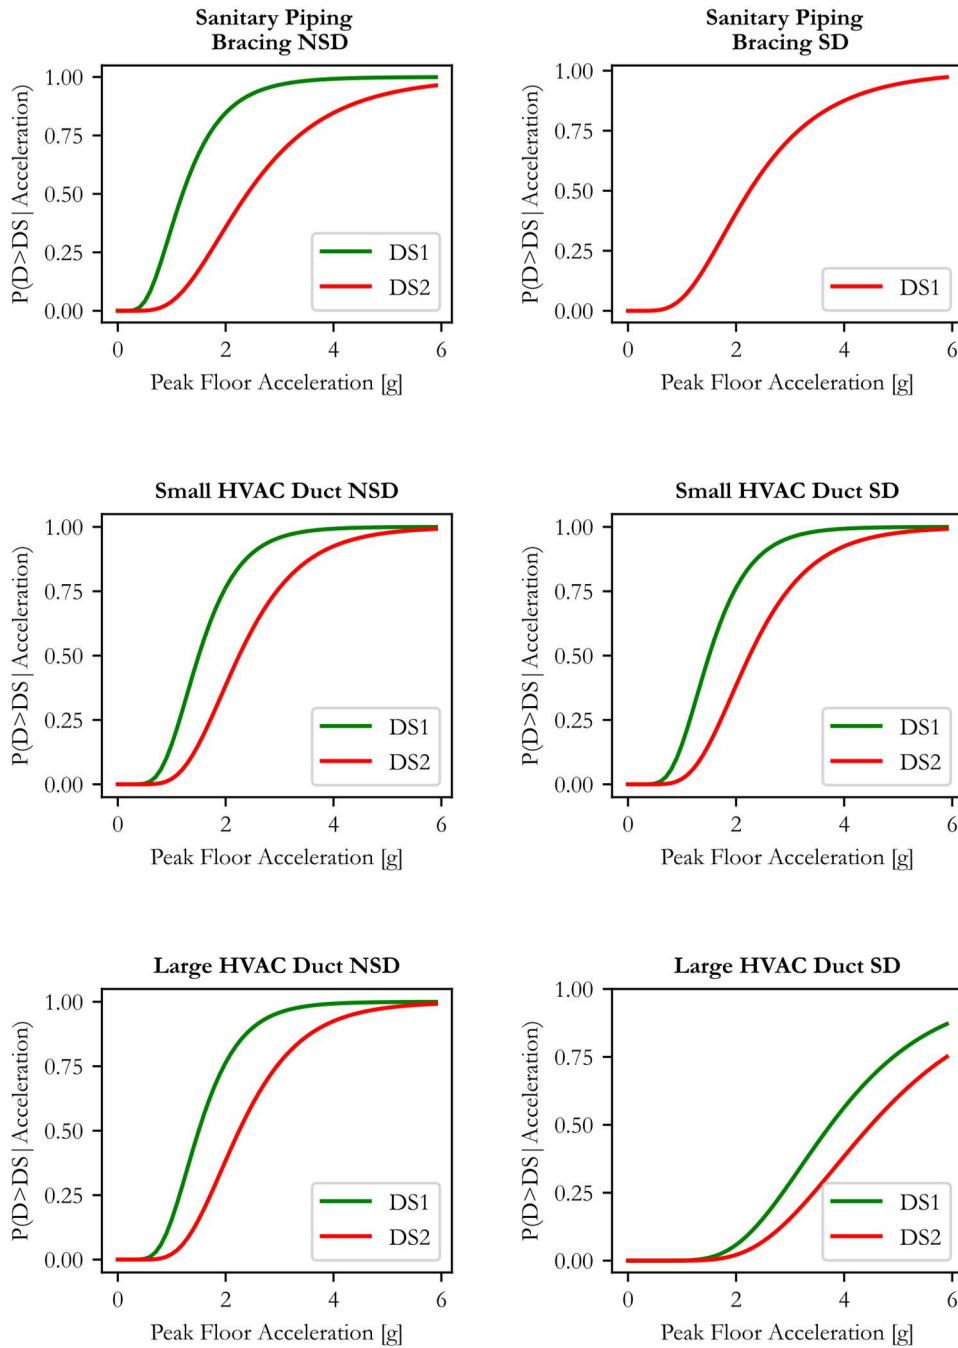 Sanitary Piping
Bracing NSD
P(D>DS|Acceleration)
1.00
0.75
0.50
0.25
0.00
DS1
DS2
0 2 4 6
Peak Floor Acceleration [g]
Sanitary Piping
Bracing SD
P(D>DS|Acceleration)
1.00
0.75
0.50
0.25
0.00
DS1
0 2 4 6
Peak Floor Acceleration [g]
Small HVAC Duct NSD
P(D>DS|Acceleration)
1.00
0.75
0.50
0.25
0.00
DS1
DS2
0 2 4 6
Peak Floor Acceleration [g]
Small HVAC Duct SD
P(D>DS|Acceleration)
1.00
0.75
0.50
0.25
0.00
DS1
DS2
0 2 4 6
Peak Floor Acceleration [g]
Large HVAC Duct NSD
P(D>DS|Acceleration)
1.00
0.75
0.50
0.25
0.00
DS1
DS2
0 2 4 6
Peak Floor Acceleration [g]
Large HVAC Duct SD
P(D>DS|Acceleration)
1.00
0.75
0.50
0.25
0.00
DS1
DS2
0 2 4 6
Peak Floor Acceleration [g]